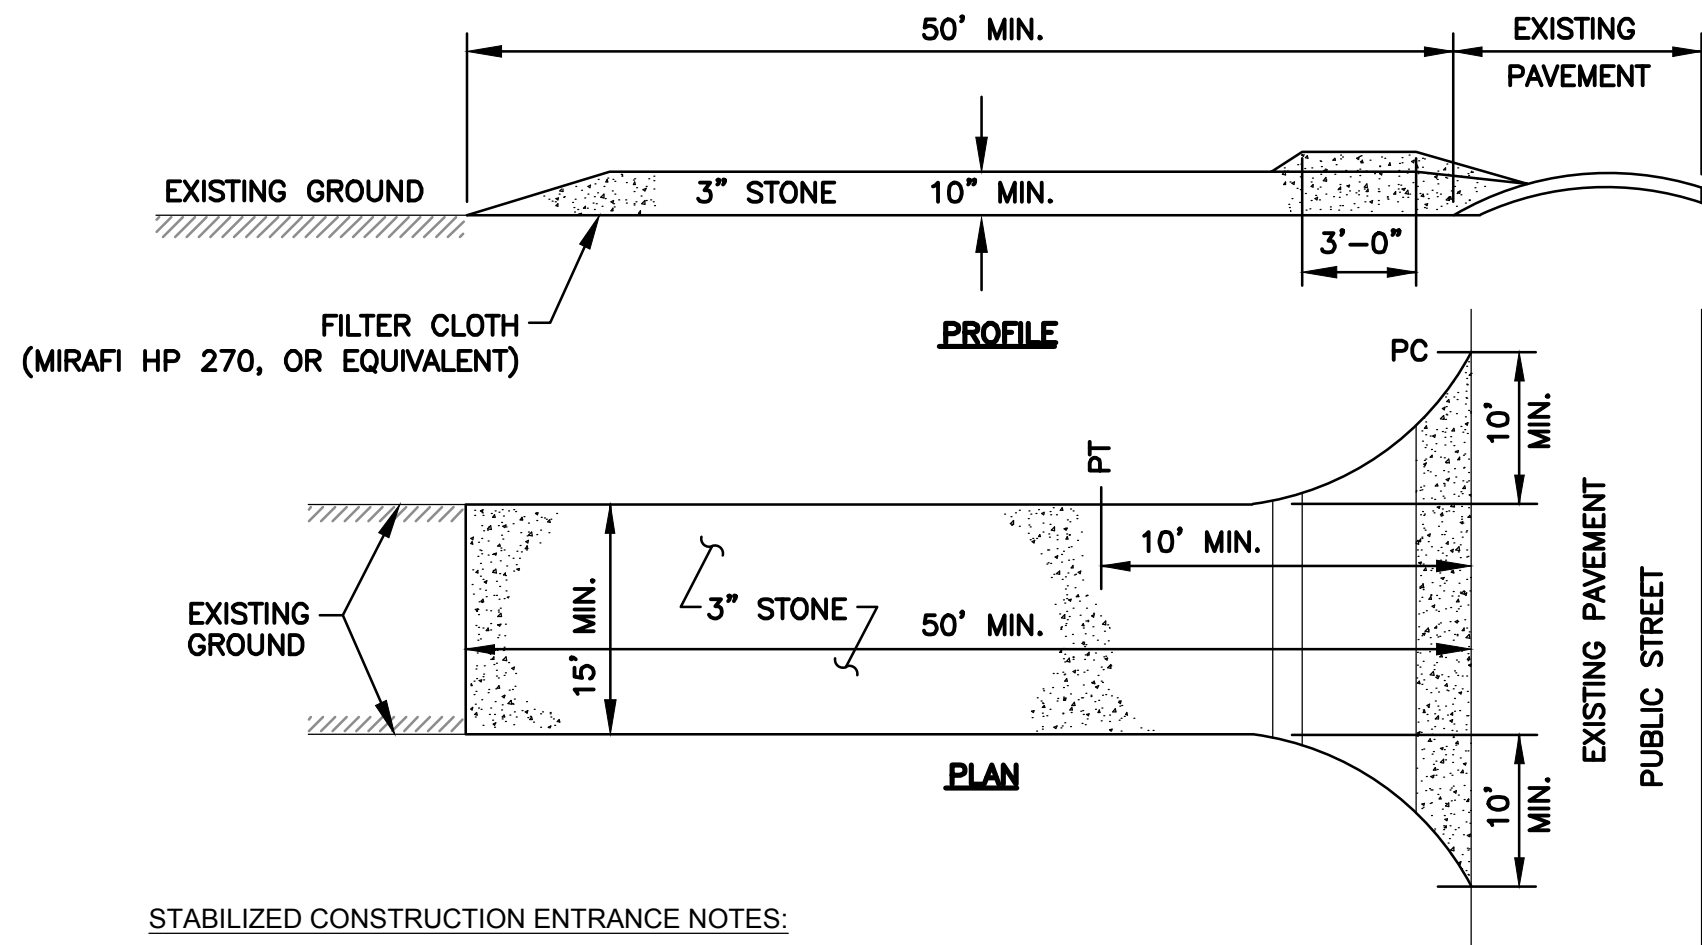 50' MIN.
EXISTING
PAVEMENT
EXISTING GROUND
3" STONE
10" MIN.
3'-0"
FILTER CLOTH
(MIRAFI HP 270, OR EQUIVALENT)
PROFILE
PC
10'
MIN.
PT
10' MIN.
EXISTING
GROUND
15' MIN.
3" STONE
50' MIN.
EXISTING PAVEMENT
PUBLIC STREET
PLAN
10'
MIN.
STABILIZED CONSTRUCTION ENTRANCE NOTES: